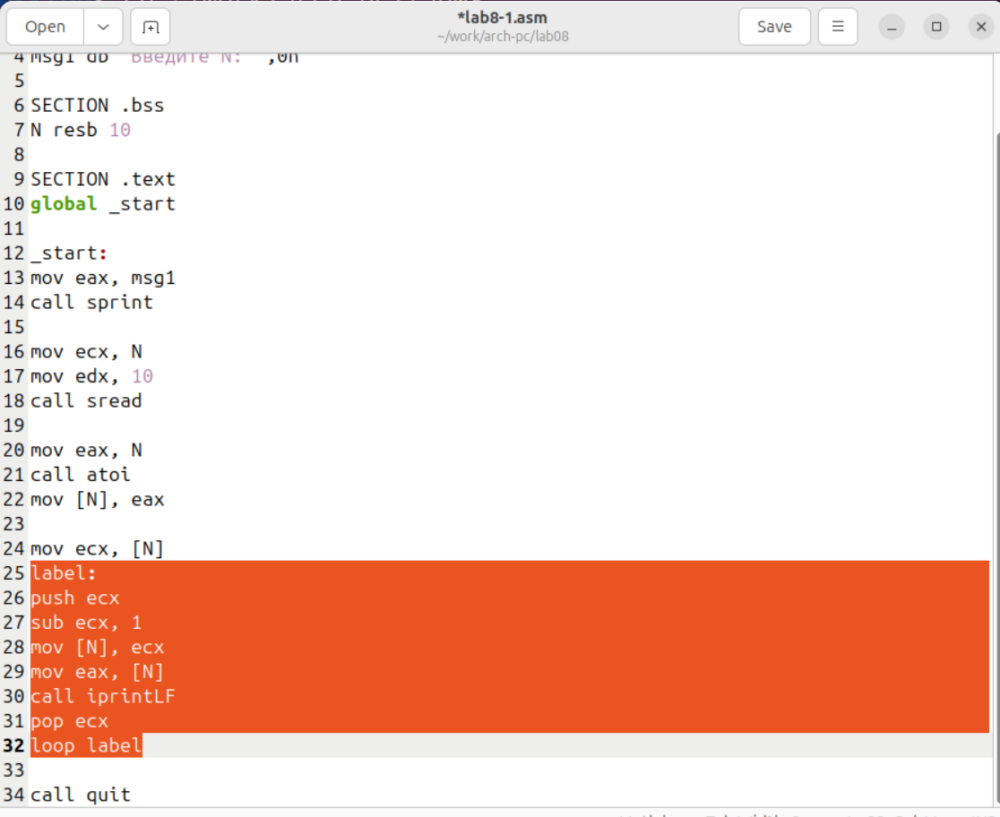 Open
*lab8-1.asm
~/work/arch-pc/lab08
Save
4 msg1 db "Введите N: ",0h
5
6 SECTION .bss
7 N resb 10
8
9 SECTION .text
10 global _start
11
12 _start:
13 mov eax, msg1
14 call sprint
15
16 mov ecx, N
17 mov edx, 10
18 call sread
19
20 mov eax, N
21 call atoi
22 mov [N], eax
23
24 mov ecx, [N]
25 label:
26 push ecx
27 sub ecx, 1
28 mov [N], ecx
29 mov eax, [N]
30 call iprintLF
31 pop ecx
32 loop label
33
34 call quit